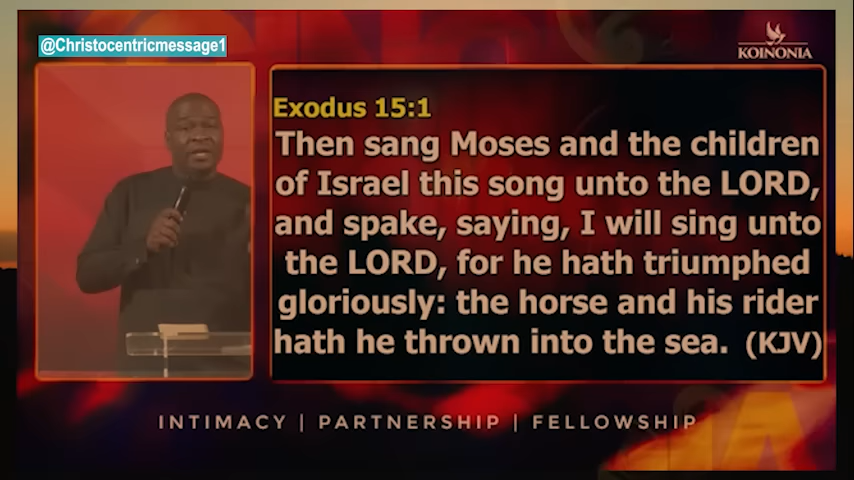 @Christocentricmessage1
KOINONIA
Exodus 15:1
Then sang Moses and the children
of Israel this song unto the LORD,
and spake, saying, I will sing unto
the LORD, for he hath triumphed
gloriously: the horse and his rider
hath he thrown into the sea. (KJV)
INTIMACY | PARTNERSHIP | FELLOWSHIP